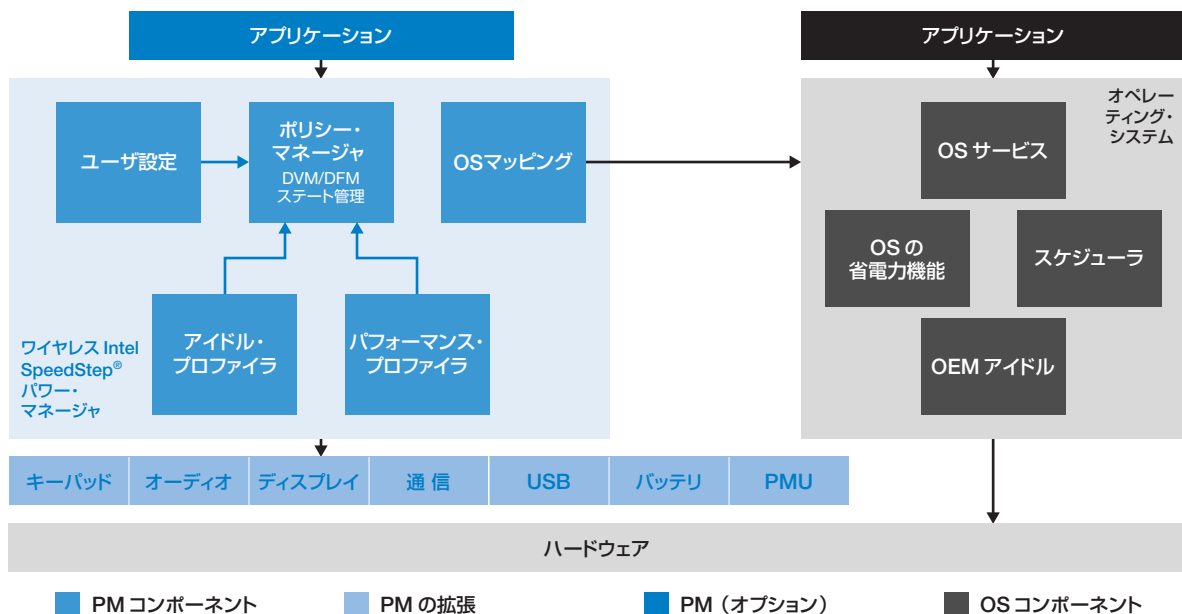 アプリケーション
アプリケーション
ユーザ設定
ポリシー・
マネージャ
DVM/DFM
ステート管理
OSマッピング
アイドル・
プロファイラ
パフォーマンス・
プロファイラ
ワイヤレス Intel
SpeedStep®
パワー・
マネージャ
オペレー
ティング・
システム
OS サービス
OS の
省電力機能
スケジューラ
OEM アイドル
キーパッド
オーディオ
ディスプレイ
通 信
USB
バッテリ
PMU
ハードウェア
PM コンポーネント
PM の拡張
PM（オプション）
OS コンポーネント